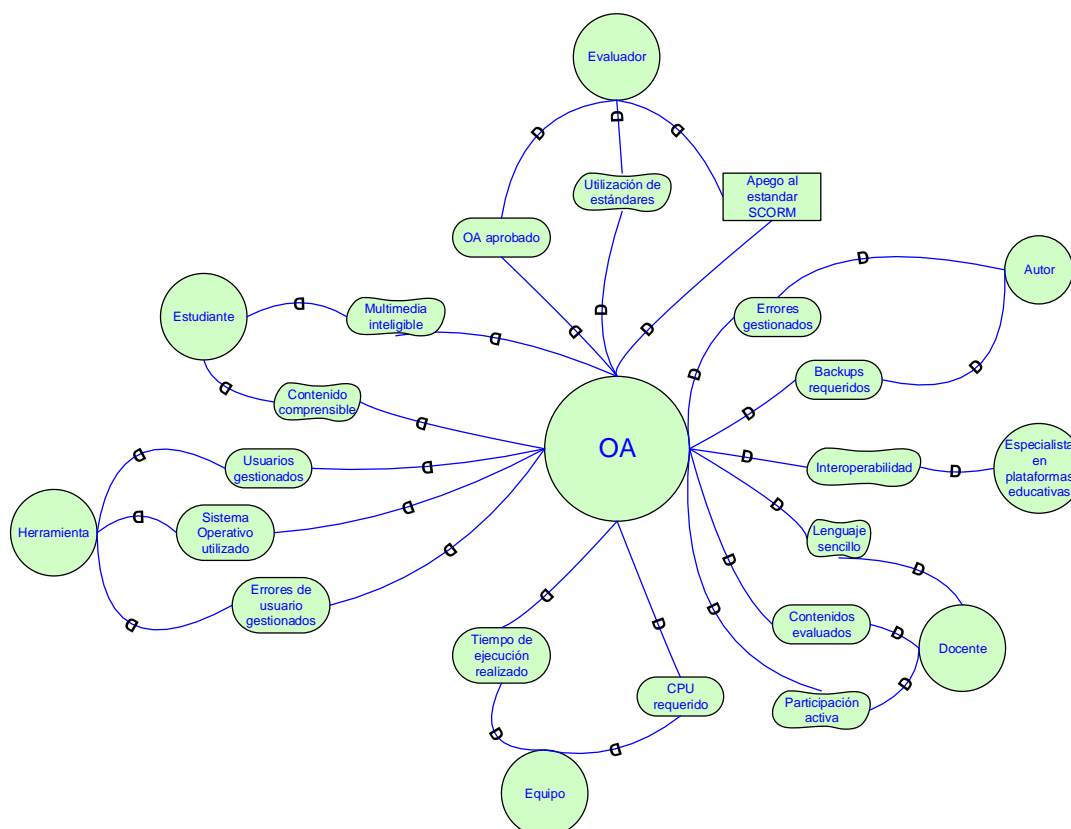 Evaluador
D
D
D
Utilización de
estándares
Apego al
estandar
SCORM
OA aprobado
D
D
D
D
Autor
Errores
gestionados
D
Estudiante
D
Multimedia
inteligible
D
D
Contenido
comprensible
D
Backups
requeridos
D
D
OA
D
Interoperabilidad
D
Especialista
en
plataformas
educativas
D
Usuarios
gestionados
D
Herramienta
D
Sistema
Operativo
utilizado
D
D
Lenguaje
sencillo
D
D
Errores de
usuario
gestionados
D
D
Contenidos
evaluados
D
Docente
D
D
D
Tiempo de
ejecución
realizado
CPU
requerido
Participación
activa
D
D
D
Equipo